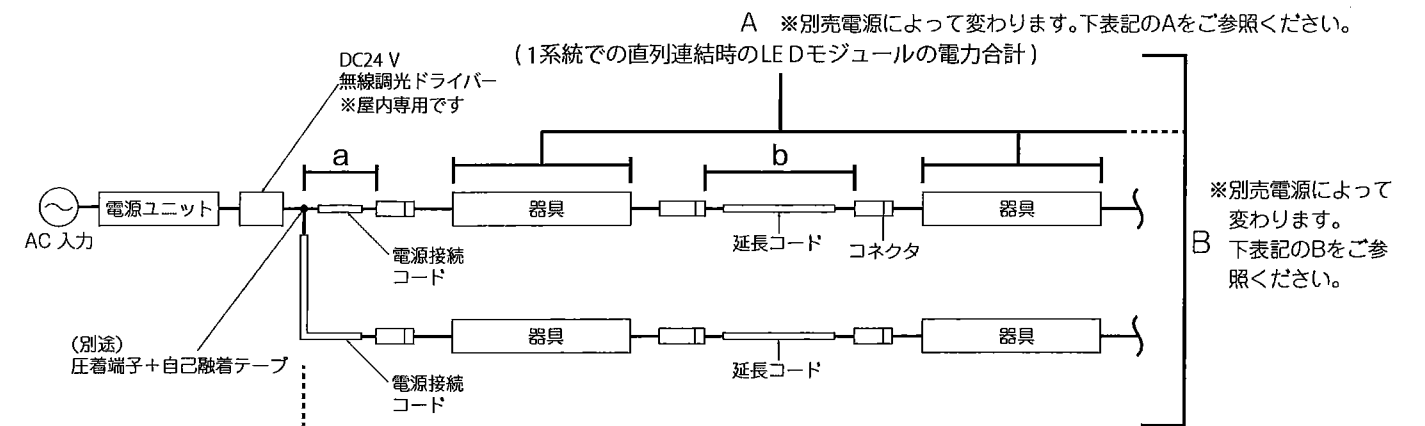 A ※別売電源によって変わります。下表記のAをご参照ください。
(1系統での直列連結時のLEDモジュールの電力合計)
DC24 V
無線調光ドライバー
※屋内専用です
a
b
電源ユニット
器具
器具
AC 入力
電源接続
コード
延長コード
コネクタ
※別売電源によって
変わります。
B
下表記のBをご参
照ください。
器具
器具
(別途)
圧着端子+自己融着テープ
電源接続
コード
延長コード